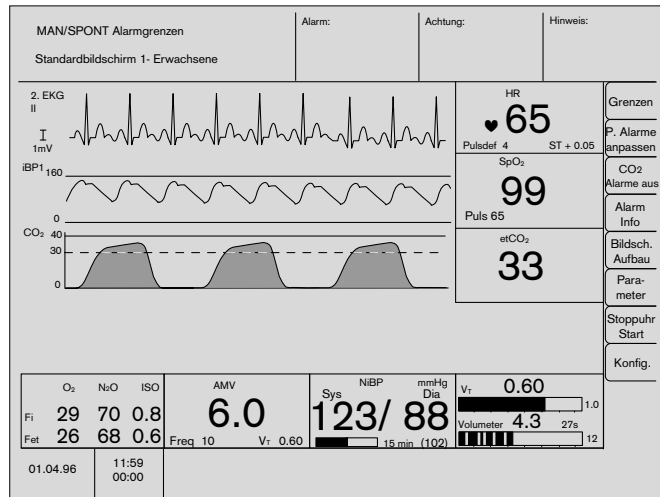 MAN/SPONT Alarmgrenzen
Standardbildschirm 1- Erwachsene
Alarm:
Achtung:
Hinweis:
2. EKG
II
1mV
iBP1 160
0
CO₂ 40
30
0
HR
65
Pulsdef 4 ST + 0.05
SpO₂
99
Puls 65
etCO₂
33
Grenzen
P. Alarme
anpassen
CO2
Alarme aus
Alarm
Info
Bildsch.
Aufbau
Para-
meter
Stoppuhr
Start
Konfig.
O₂ N₂O ISO
Fi 29 70 0.8
Fet 26 68 0.6
AMV
6.0
Freq 10 VT 0.60
NiBP mmHg
Sys Dia
123/ 88
15 min (102)
VT 0.60
1.0
Volumeter 4.3 27s
12
01.04.96
11:59
00:00